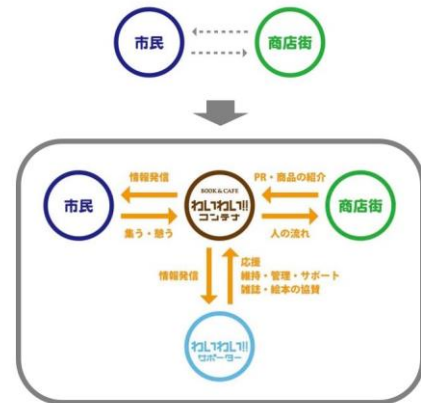 市民
商店街
情報発信
BOOK & CAFE
PR・商品の紹介
市民
わいわい!!
コンテナ
商店街
集う・憩う
人の流れ
情報発信
応援
維持・管理・サポート
雑誌・絵本の協賛
わいわい!!
サポーター